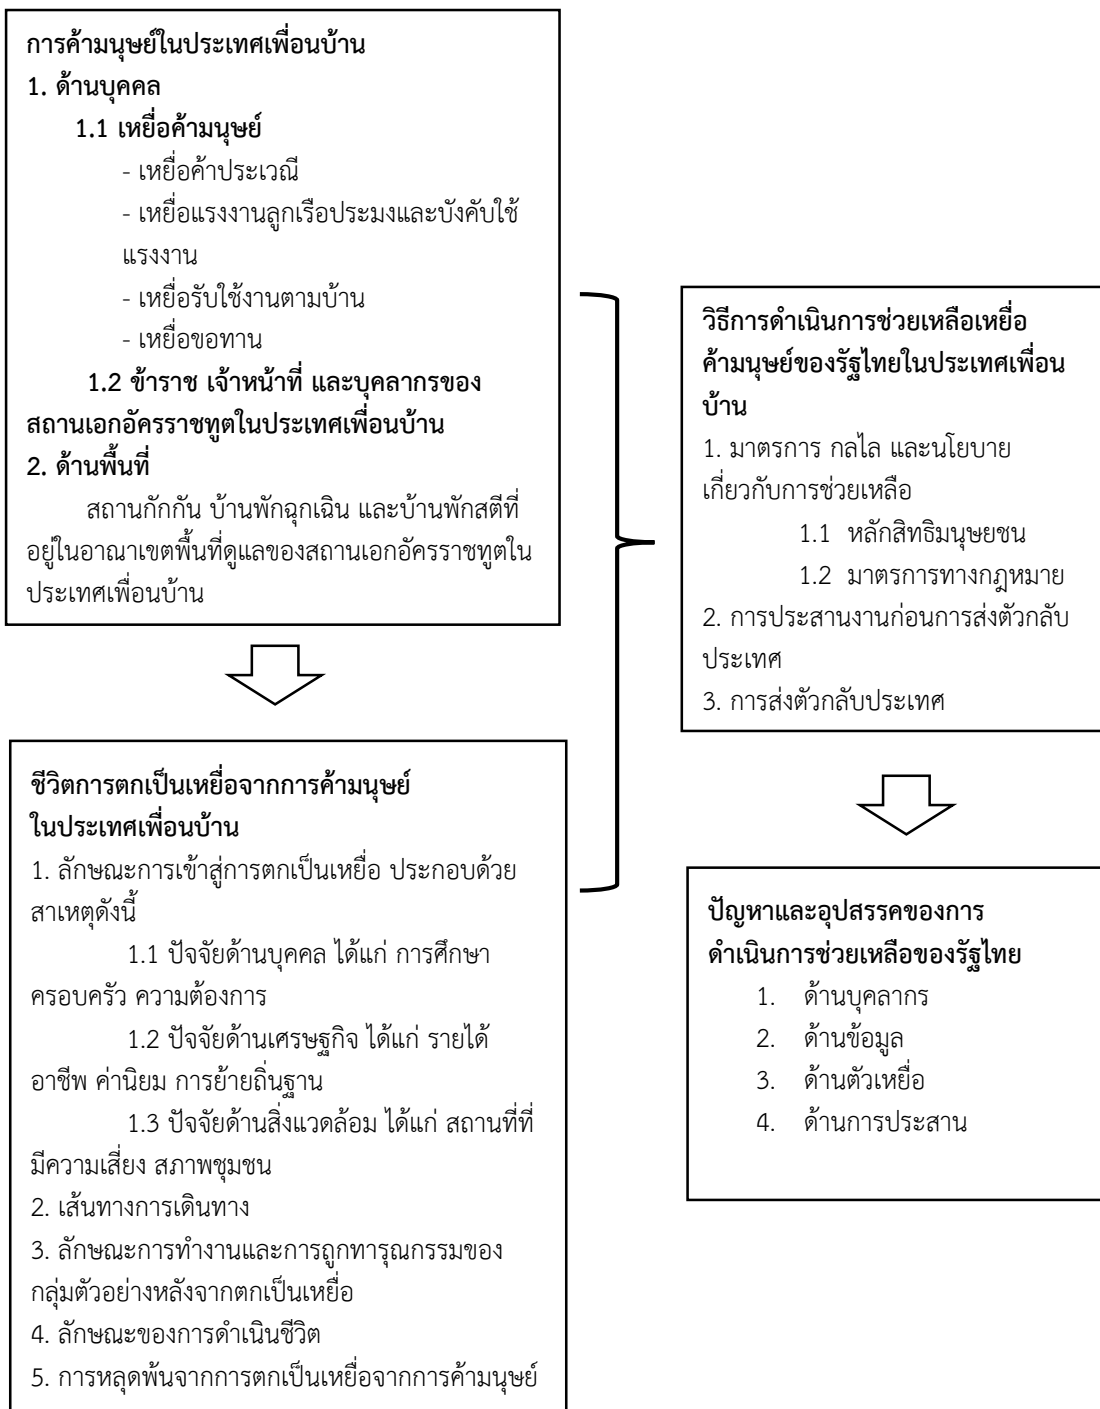 การค้ามนุษย์ในประเทศเพื่อนบ้าน
1. ด้านบุคคล
1.1 เหยื่อค้ามนุษย์
- เหยื่อค้าประเวณี
- เหยื่อแรงงานลูกเรือประมงและบังคับใช้
แรงงาน
- เหยื่อรับใช้งานตามบ้าน
- เหยื่อขอทาน
1.2 ข้าราช เจ้าหน้าที่ และบุคลากรของ
สถานเอกอัครราชทูตในประเทศเพื่อนบ้าน
2. ด้านพื้นที่
สถานกักกัน บ้านพักฉุกเฉิน และบ้านพักสตีที่
อยู่ในอาณาเขตพื้นที่ดูแลของสถานเอกอัครราชทูตใน
ประเทศเพื่อนบ้าน
ชีวิตการตกเป็นเหยื่อจากการค้ามนุษย์
ในประเทศเพื่อนบ้าน
1. ลักษณะการเข้าสู่การตกเป็นเหยื่อ ประกอบด้วย
สาเหตุดังนี้
1.1 ปัจจัยด้านบุคคล ได้แก่ การศึกษา
ครอบครัว ความต้องการ
1.2 ปัจจัยด้านเศรษฐกิจ ได้แก่ รายได้
อาชีพ ค่านิยม การย้ายถิ่นฐาน
1.3 ปัจจัยด้านสิ่งแวดล้อม ได้แก่ สถานที่ที่
มีความเสี่ยง สภาพชุมชน
2. เส้นทางการเดินทาง
3. ลักษณะการทำงานและการถูกทารุณกรรมของ
กลุ่มตัวอย่างหลังจากตกเป็นเหยื่อ
4. ลักษณะของการดำเนินชีวิต
5. การหลุดพ้นจากการตกเป็นเหยื่อจากการค้ามนุษย์
วิธีการดำเนินการช่วยเหลือเหยื่อ
ค้ามนุษย์ของรัฐไทยในประเทศเพื่อน
บ้าน
1. มาตรการ กลไล และนโยบาย
เกี่ยวกับการช่วยเหลือ
1.1 หลักสิทธิมนุษยชน
1.2 มาตรการทางกฎหมาย
2. การประสานงานก่อนการส่งตัวกลับ
ประเทศ
3. การส่งตัวกลับประเทศ
ปัญหาและอุปสรรคของการ
ดำเนินการช่วยเหลือของรัฐไทย
1. ด้านบุคลากร
2. ด้านข้อมูล
3. ด้านตัวเหยื่อ
4. ด้านการประสาน